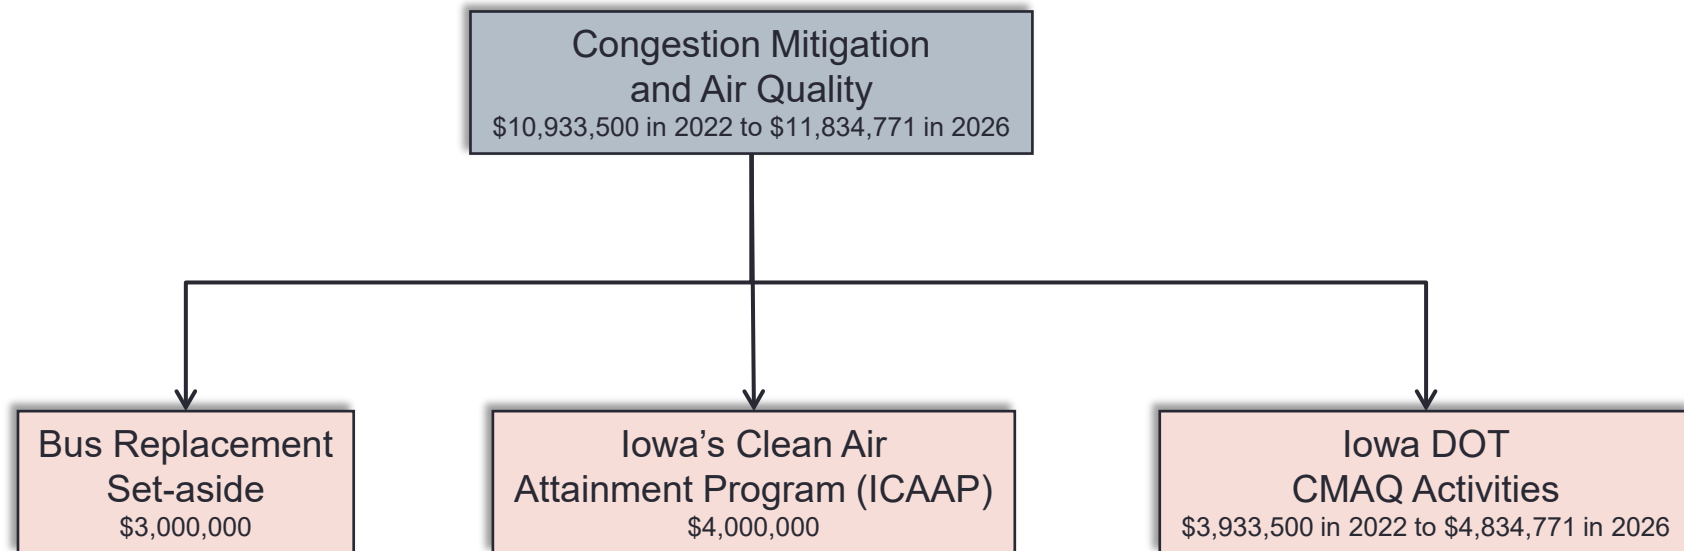 Congestion Mitigation
and Air Quality
$10,933,500 in 2022 to $11,834,771 in 2026
Bus Replacement
Set-aside
$3,000,000
Iowa’s Clean Air
Attainment Program (ICAAP)
$4,000,000
Iowa DOT
CMAQ Activities
$3,933,500 in 2022 to $4,834,771 in 2026